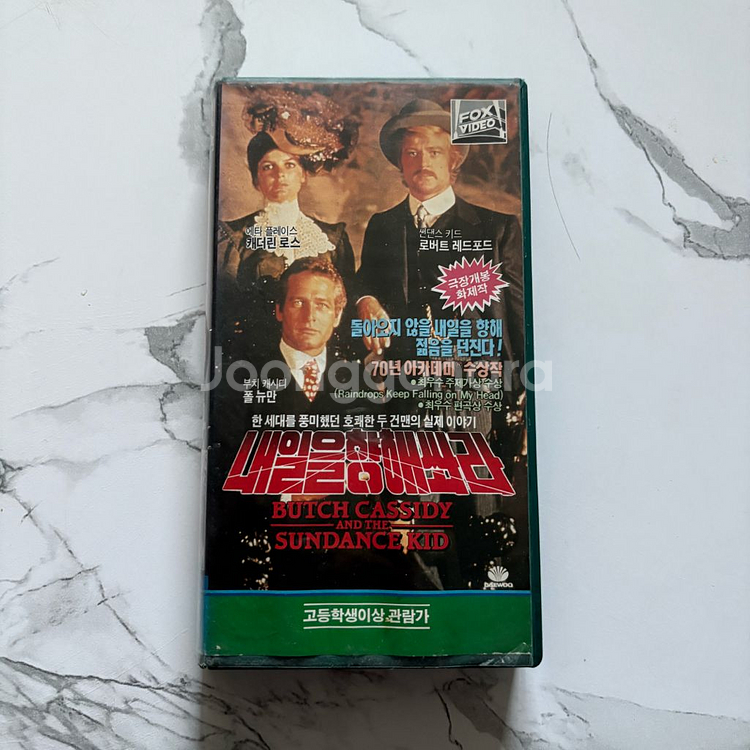 FOX
VIDEO
에타 플레이스
캐더린 로스
썬댄스 키드
로버트 레드포드
극장개봉
화제작
돌아오지 않을 내일을 향해
젊음을 던진다!
70년 아카데미 수상작
●최우수 주제가상 수상
(Raindrops Keep Falling on My Head)
●최우수 편곡상 수상
Joonggonara
부치 캐시디
폴 뉴만
한 세대를 풍미했던 호쾌한 두 건맨의 실제 이야기
내일을향해쏴라
BUTCH CASSIDY
AND THE
SUNDANCE KID
DAEWOO
고등학생이상 관람가